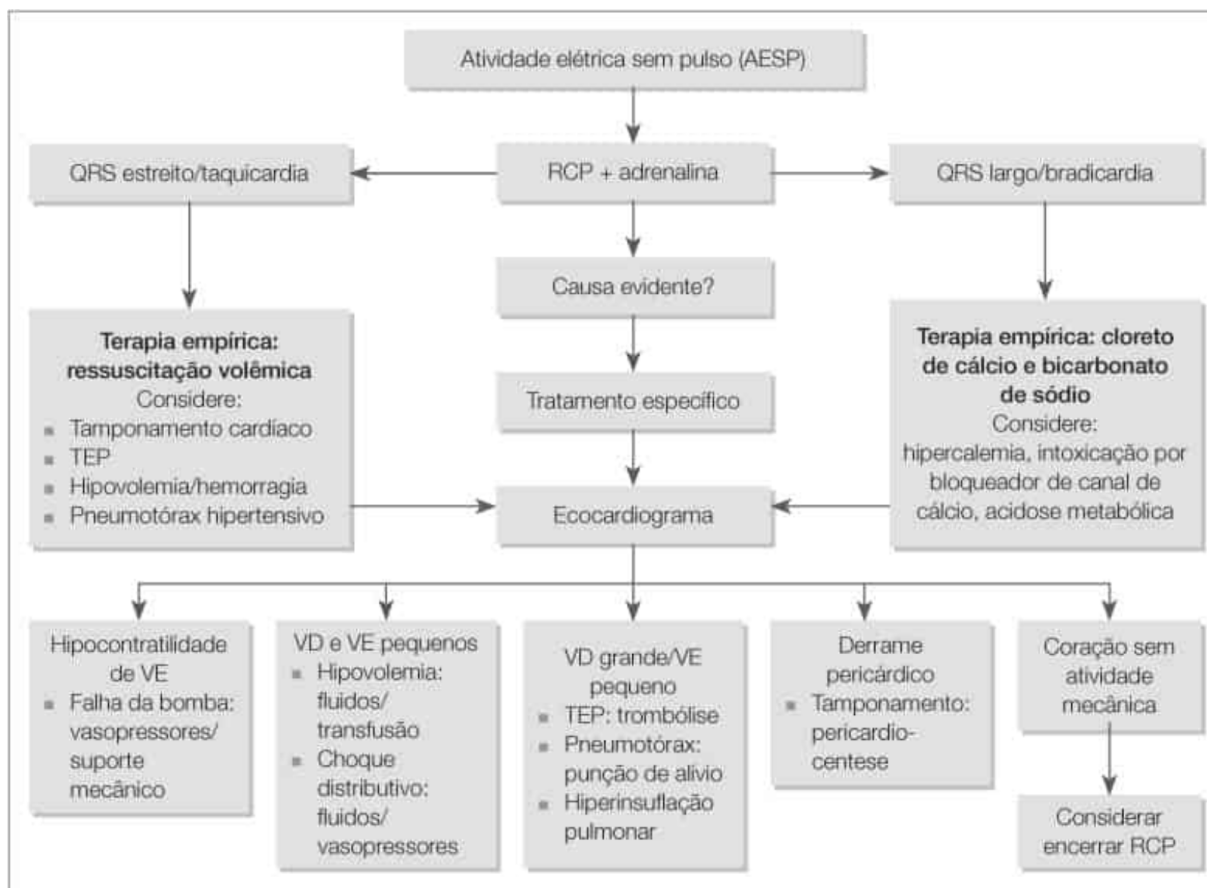 Atividade elétrica sem pulso (AESP)
QRS estreito/taquicardia
RCP + adrenalina
QRS largo/bradicardia
Causa evidente?
Terapia empírica:
ressuscitação volêmica
Considere:
▪ Tamponamento cardíaco
▪ TEP
▪ Hipovolemia/hemorragia
▪ Pneumotórax hipertensivo
Tratamento específico
Terapia empírica: cloreto
de cálcio e bicarbonato
de sódio
Considere:
hipercalemia, intoxicação por
bloqueador de canal de
cálcio, acidose metabólica
Ecocardiograma
Hipocontratilidade
de VE
▪ Falha da bomba:
vasopressores/
suporte
mecânico
VD e VE pequenos
▪ Hipovolemia:
fluidos/
transfusão
▪ Choque
distributivo:
fluidos/
vasopressores
VD grande/VE
pequeno
▪ TEP: trombólise
▪ Pneumotórax:
punção de alívio
▪ Hiperinsuflação
pulmonar
Derrame
pericárdico
▪ Tamponamento:
pericardio-
centese
Coração sem
atividade
mecânica
Considerar
encerrar RCP